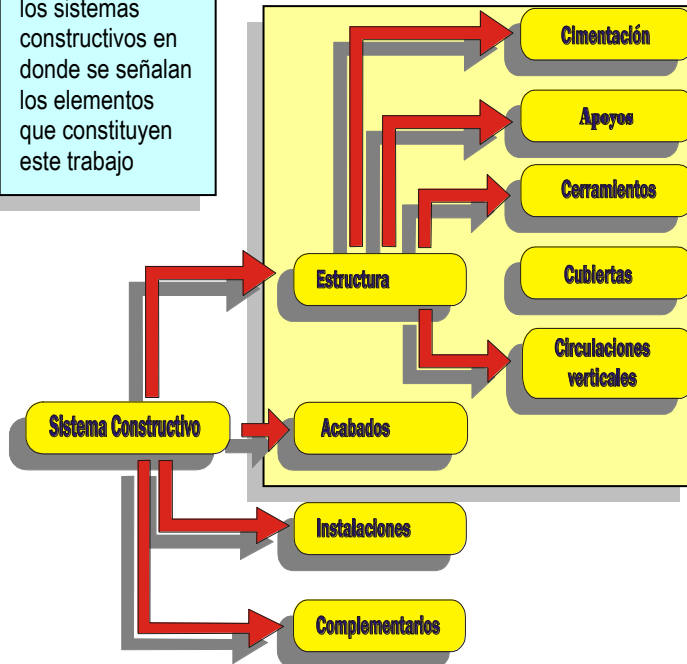 los sistemas
constructivos en
donde se señalan
los elementos
que constituyen
este trabajo
Cimentación
Apoyos
Cerramientos
Estructura
Cubiertas
Circulaciones
verticales
Sistema Constructivo
Acabados
Instalaciones
Complementarios